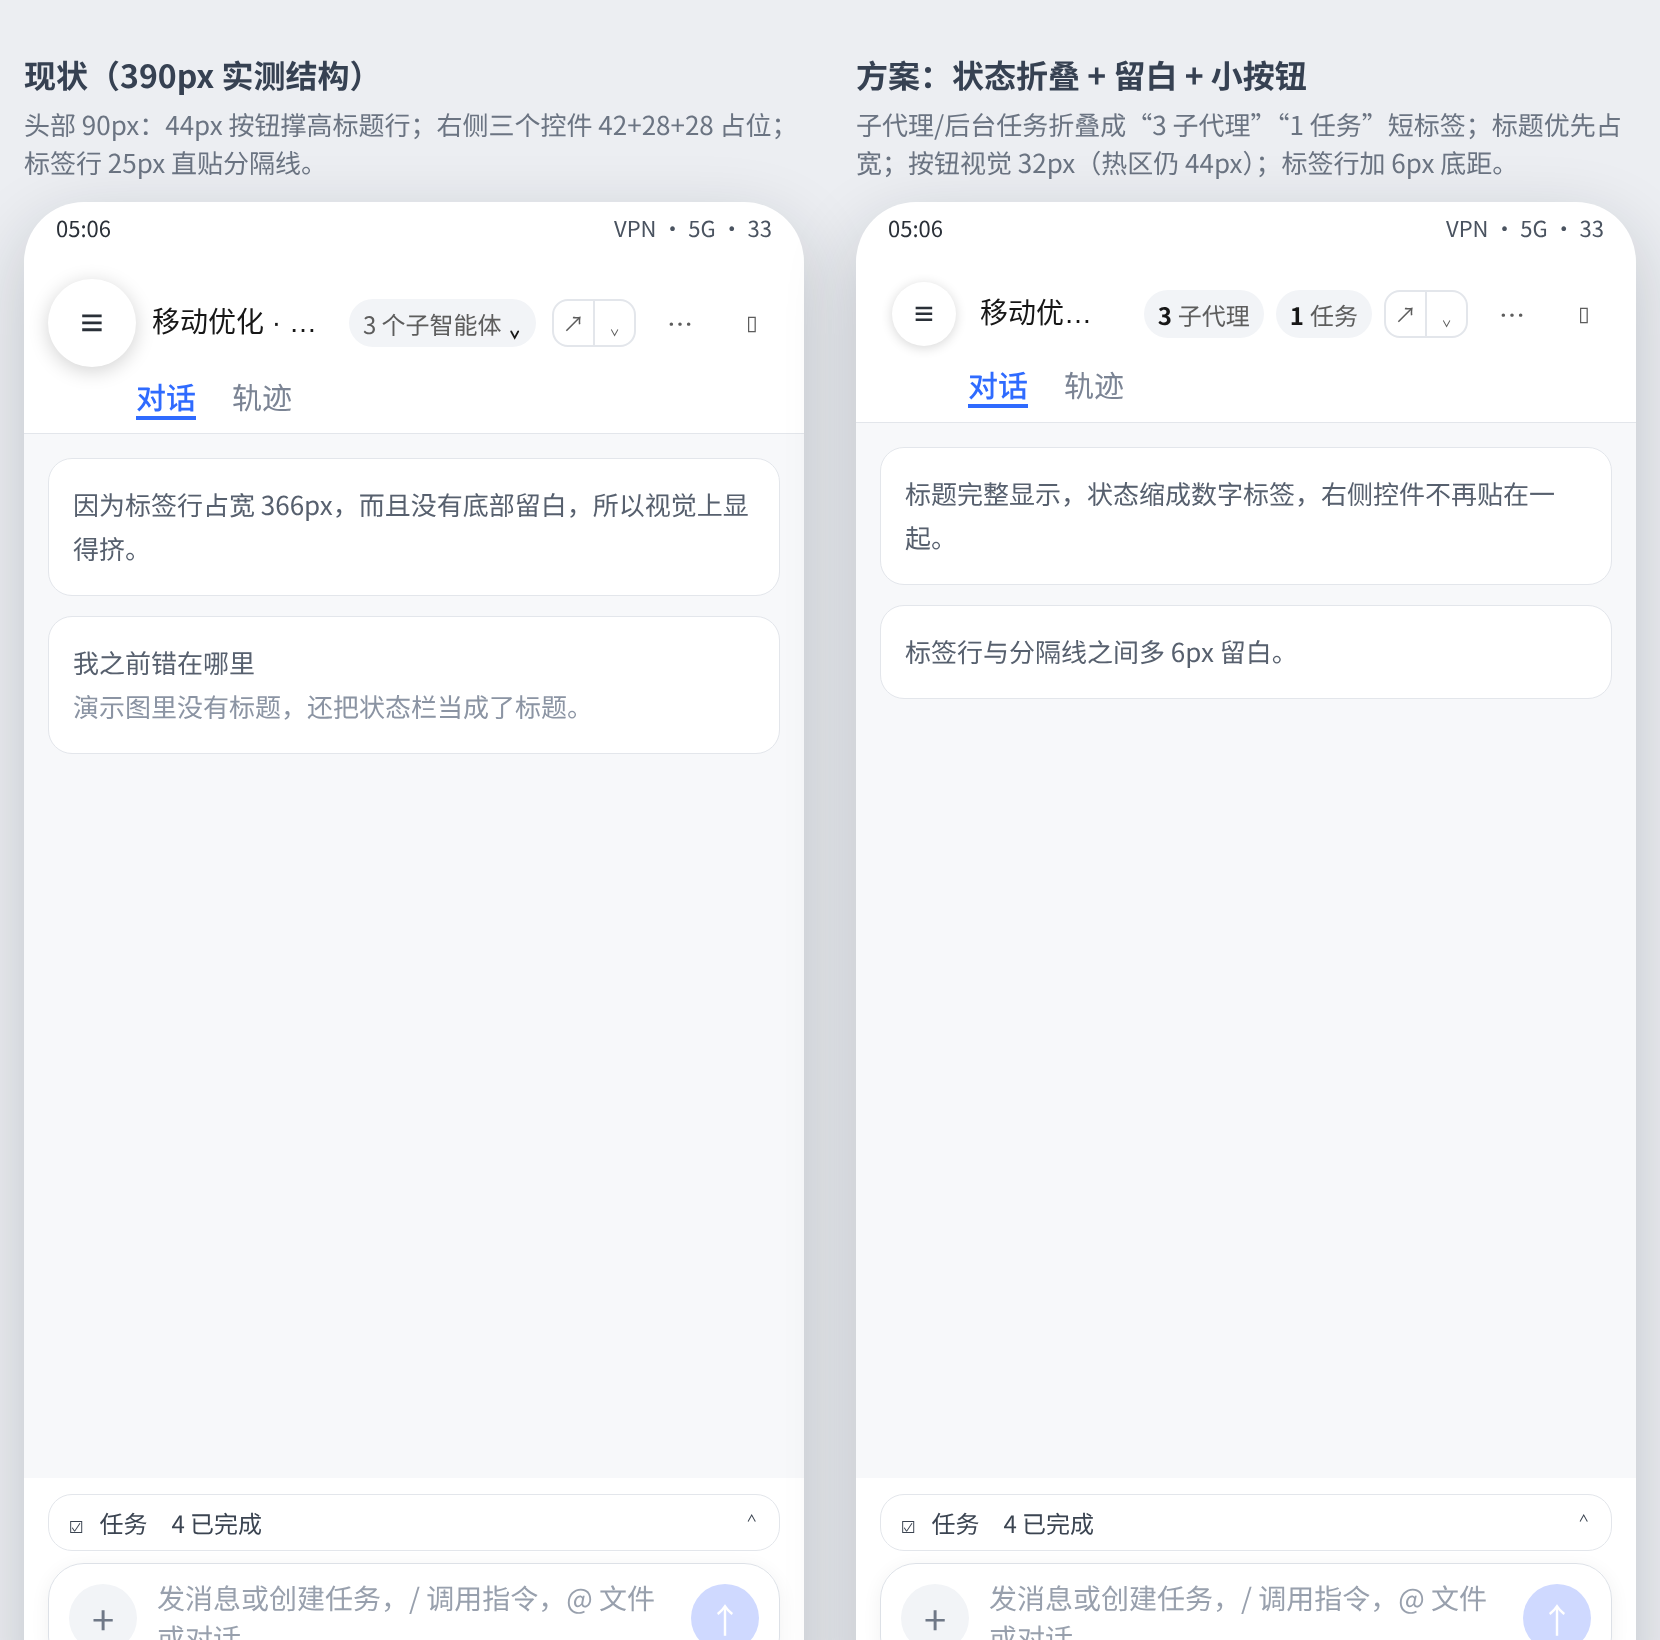 现状（390px 实测结构）
头部 90px：44px 按钮撑高标题行；右侧三个控件 42+28+28 占位；
标签行 25px 直贴分隔线。
05:06
VPN · 5G · 33
移动优化 · …
3 个子智能体
对话 轨迹
因为标签行占宽 366px，而且没有底部留白，所以视觉上显
得挤。
我之前错在哪里
演示图里没有标题，还把状态栏当成了标题。
任务 4 已完成
发消息或创建任务，/ 调用指令，@ 文件
或对话
方案：状态折叠 + 留白 + 小按钮
子代理/后台任务折叠成“3 子代理”“1 任务”短标签；标题优先占
宽；按钮视觉 32px（热区仍 44px）；标签行加 6px 底距。
05:06
VPN · 5G · 33
移动优…
3 子代理
1 任务
对话 轨迹
标题完整显示，状态缩成数字标签，右侧控件不再贴在一
起。
标签行与分隔线之间多 6px 留白。
任务 4 已完成
发消息或创建任务，/ 调用指令，@ 文件
或对话